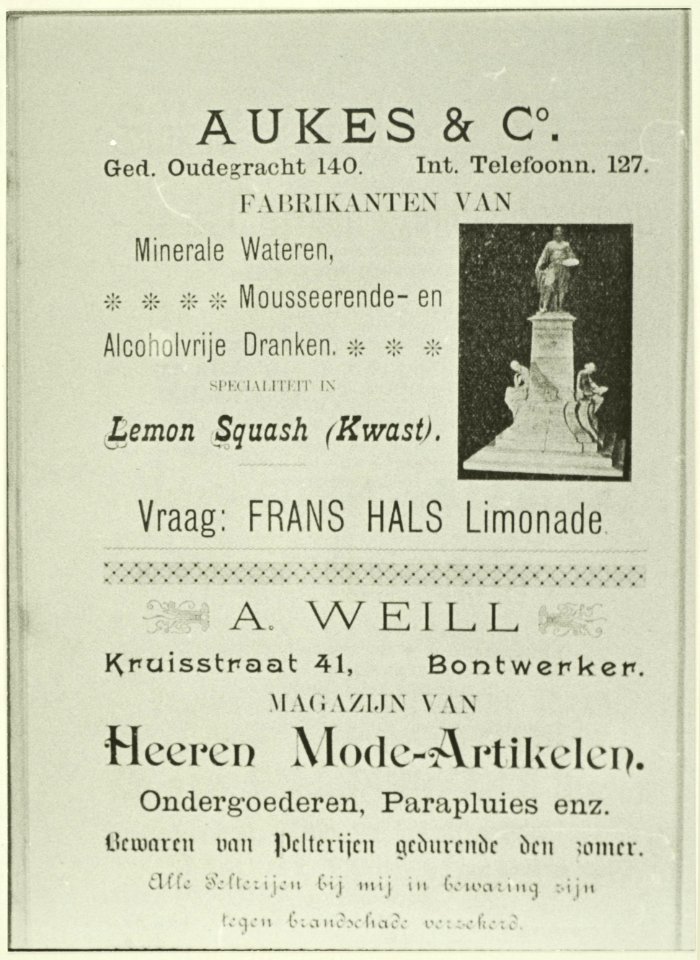 AUKES & Cº.
Ged. Oudegracht 140. Int. Telefoonn. 127.
FABRIKANTEN VAN
Minerale Wateren,
Mousseerende- en
Alcoholvrije Dranken.
SPECIALITEIT IN
Lemon Squash (Kwast).
Vraag: FRANS HALS Limonade.
A. WEILL
Kruisstraat 41, Bontwerker.
MAGAZIJN VAN
Heeren Mode-Artikelen.
Ondergoederen, Parapluies enz.
Bewaren van Pelterijen gedurende den zomer.
Alle Pelterijen bij mij in bewaring zijn
tegen brandschade verzekerd.